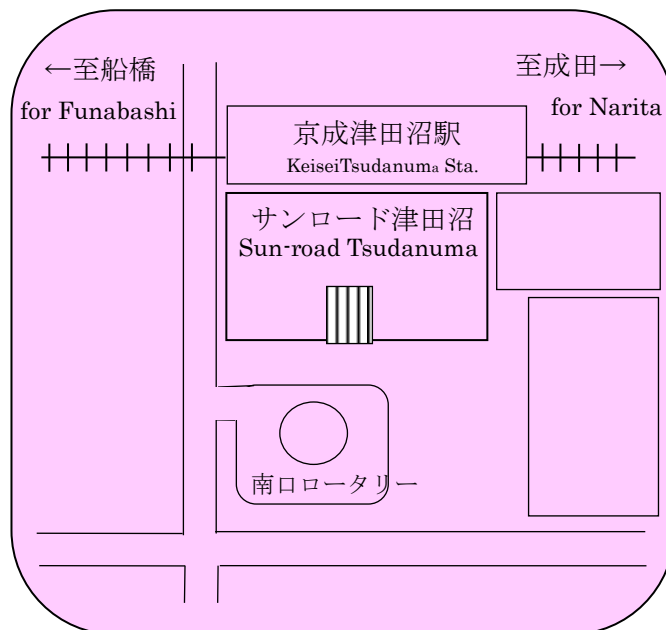 ←至船橋
for Funabashi
至成田→
for Narita
京成津田沼駅
KeiseiTsudanuma Sta.
サンロード津田沼
Sun-road Tsudanuma
南口ロータリー